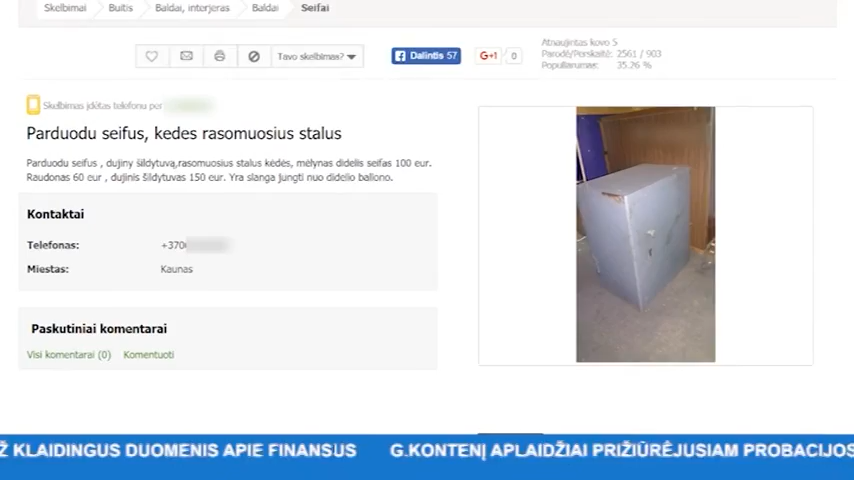 Skelbimai Buitis Baldai, interjeras Baldai Seifai
Tavo skelbimas? Dalintis 57 G+1 0
Atnaujintas kovo 5
Parodė/Perskaitė: 2561 / 903
Populiarumas: 35.26 %
Skelbimas įdėtas telefonu per
Parduodu seifus, kedes rasomuosius stalus
Parduodu seifus , dujiny šildytuvą,rasomuosius stalus kėdės, mėlynas didelis seifas 100 eur.
Raudonas 60 eur , dujinis šildytuvas 150 eur. Yra slanga jungti nuo didelio baliono.
Kontaktai
Telefonas: +370
Miestas: Kaunas
Paskutiniai komentarai
Visi komentarai (0) Komentuoti
Ž KLAIDINGUS DUOMENIS APIE FINANSUS G.KONTENĮ APLAIDŽIAI PRIŽIŪRĖJUSIAM PROBACIJOS